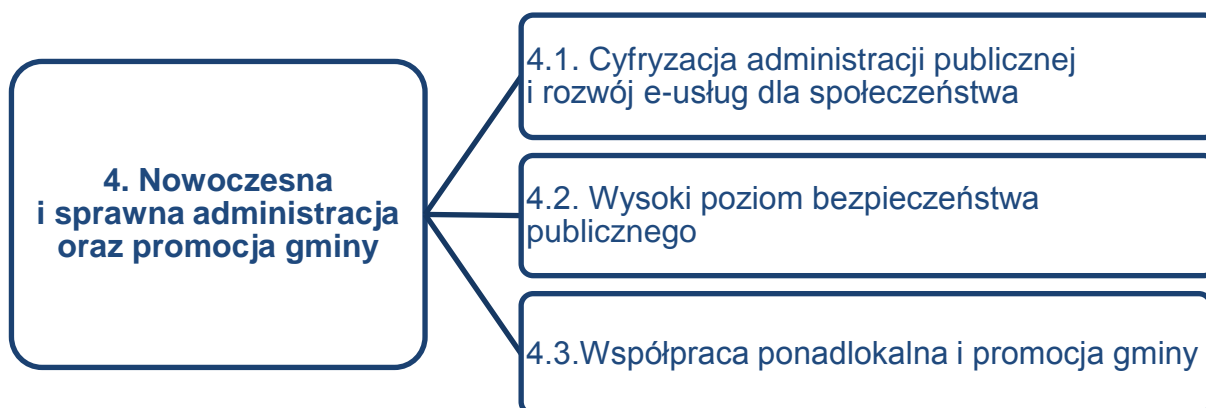 4. Nowoczesna
i sprawna administracja
oraz promocja gminy
4.1. Cyfryzacja administracji publicznej
i rozwój e-usług dla społeczeństwa
4.2. Wysoki poziom bezpieczeństwa
publicznego
4.3.Współpraca ponadlokalna i promocja gminy